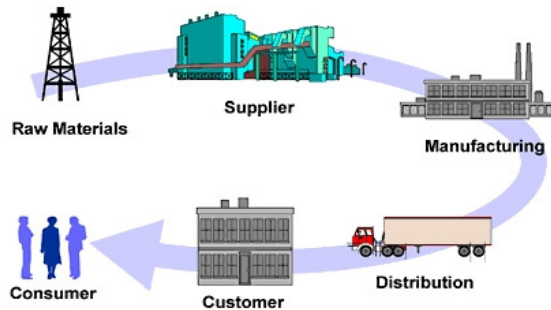 Raw Materials
Supplier
Manufacturing
Distribution
Customer
Consumer